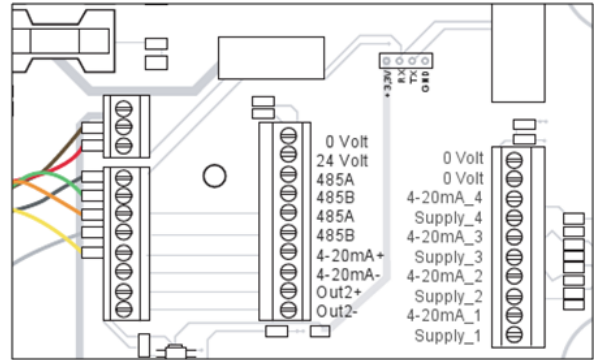 +3,3V
RX
TX
GND
0 Volt
24 Volt
485A
485B
485A
485B
4-20mA+
4-20mA-
Out2+
Out2-
0 Volt
0 Volt
4-20mA_4
Supply_4
4-20mA_3
Supply_3
4-20mA_2
Supply_2
4-20mA_1
Supply_1